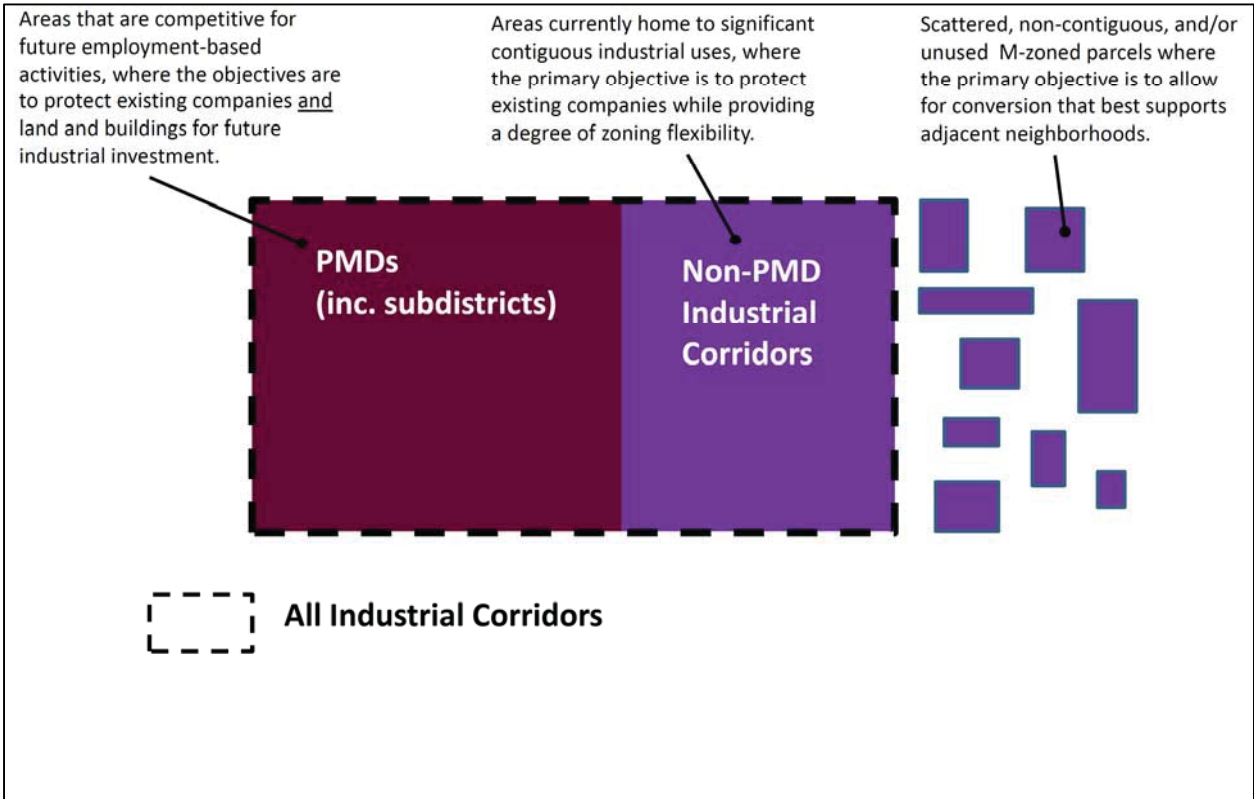 Areas that are competitive for
future employment-based
activities, where the objectives are
to protect existing companies and
land and buildings for future
industrial investment.
Areas currently home to significant
contiguous industrial uses, where
the primary objective is to protect
existing companies while providing
a degree of zoning flexibility.
Scattered, non-contiguous, and/or
unused M-zoned parcels where
the primary objective is to allow
for conversion that best supports
adjacent neighborhoods.
PMDs
(inc. subdistricts)
Non-PMD
Industrial
Corridors
All Industrial Corridors